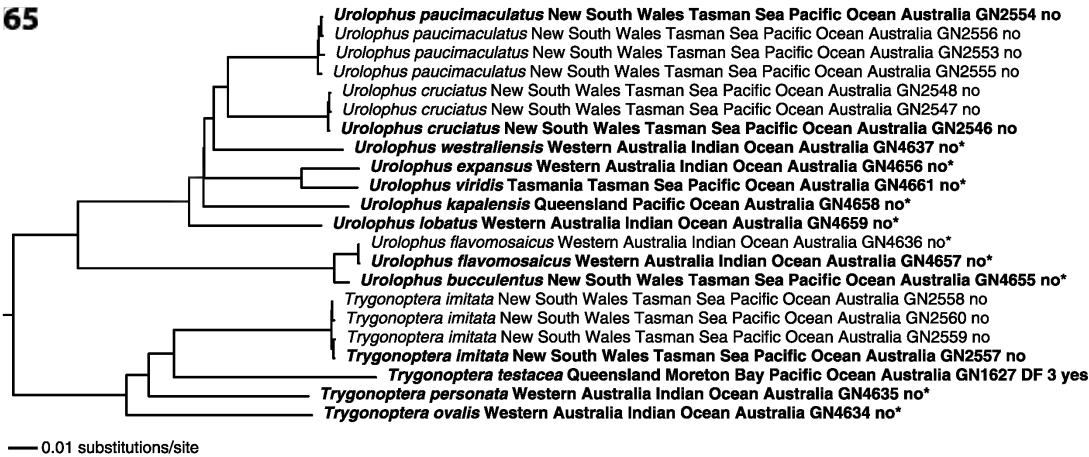 65
Urolophus paucimaculatus New South Wales Tasman Sea Pacific Ocean Australia GN2554 no
Urolophus paucimaculatus New South Wales Tasman Sea Pacific Ocean Australia GN2556 no
Urolophus paucimaculatus New South Wales Tasman Sea Pacific Ocean Australia GN2553 no
Urolophus paucimaculatus New South Wales Tasman Sea Pacific Ocean Australia GN2555 no
Urolophus cruciatus New South Wales Tasman Sea Pacific Ocean Australia GN2548 no
Urolophus cruciatus New South Wales Tasman Sea Pacific Ocean Australia GN2547 no
Urolophus cruciatus New South Wales Tasman Sea Pacific Ocean Australia GN2546 no
Urolophus westraliensis Western Australia Indian Ocean Australia GN4637 no*
Urolophus expansus Western Australia Indian Ocean Australia GN4656 no*
Urolophus viridis Tasmania Tasman Sea Pacific Ocean Australia GN4661 no*
Urolophus kapalensis Queensland Pacific Ocean Australia GN4658 no*
Urolophus lobatus Western Australia Indian Ocean Australia GN4659 no*
Urolophus flavomosaicus Western Australia Indian Ocean Australia GN4636 no*
Urolophus flavomosaicus Western Australia Indian Ocean Australia GN4657 no*
Urolophus bucculentus New South Wales Tasman Sea Pacific Ocean Australia GN4655 no*
Trygonoptera imitata New South Wales Tasman Sea Pacific Ocean Australia GN2558 no
Trygonoptera imitata New South Wales Tasman Sea Pacific Ocean Australia GN2560 no
Trygonoptera imitata New South Wales Tasman Sea Pacific Ocean Australia GN2559 no
Trygonoptera imitata New South Wales Tasman Sea Pacific Ocean Australia GN2557 no
Trygonoptera testacea Queensland Moreton Bay Pacific Ocean Australia GN1627 DF 3 yes
Trygonoptera personata Western Australia Indian Ocean Australia GN4635 no*
Trygonoptera ovalis Western Australia Indian Ocean Australia GN4634 no*
0.01 substitutions/site